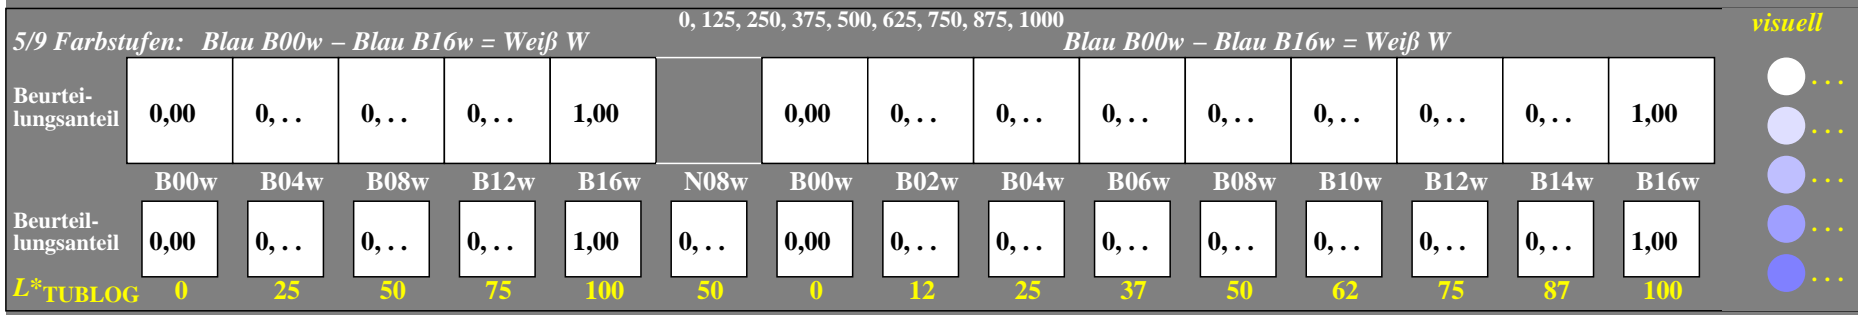 0, 125, 250, 375, 500, 625, 750, 875, 1000
visuell
5/9 Farbstufen: Blau B00w – Blau B16w = Weiß W
Blau B00w – Blau B16w = Weiß W
Beurtei-
lungsanteil
0,00 0, . . 0, . . 0, . . 1,00 0,00 0, . . 0, . . 0, . . 0, . . 0, . . 0, . . 0, . . 1,00
B00w B04w B08w B12w B16w N08w B00w B02w B04w B06w B08w B10w B12w B14w B16w
Beurteil-
lungsanteil
0,00 0, . . 0, . . 0, . . 1,00 0, . . 0,00 0, . . 0, . . 0, . . 0, . . 0, . . 0, . . 0, . . 1,00
L*TUBLOG 0 25 50 75 100 50 0 12 25 37 50 62 75 87 100
. . .
. . .
. . .
. . .
. . .